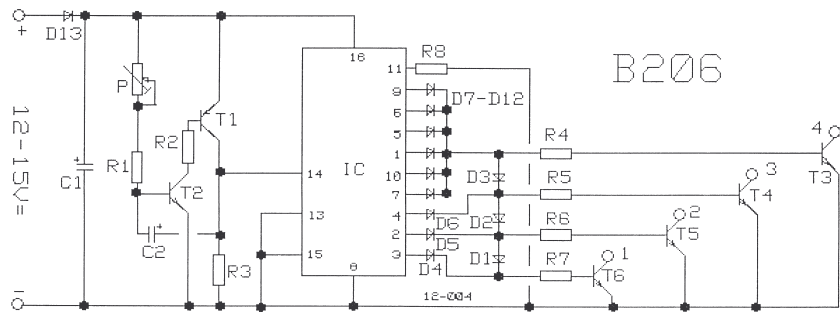 +
D13
16
R8
11
B206
P
9
D7-D12
6
T1
5
4
R2
R4
12-15V=
+
C1
R1
1
T3
14
IC
10
D3
3
T2
7
R5
T4
4
D6
D2
2
13
R6
+
C2
2
D5
T5
15
D1
1
R3
3
D4
R7
T6
8
12-004
-